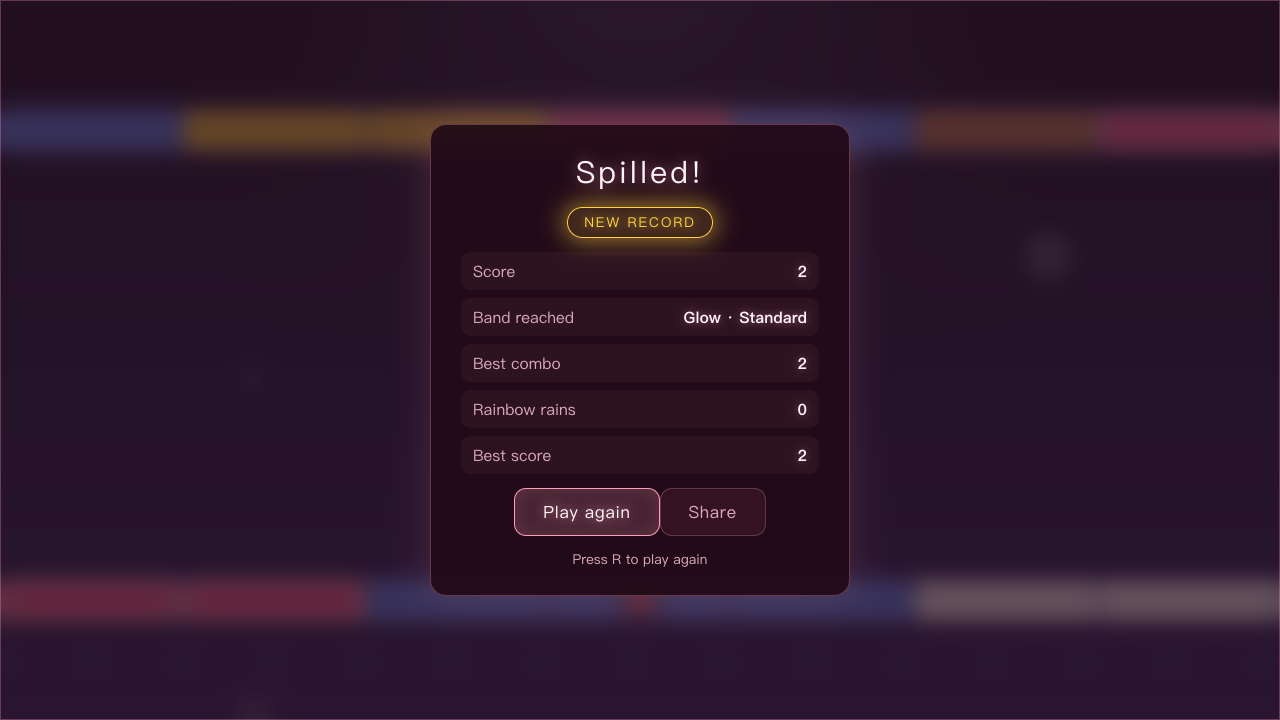 Spilled!
NEW RECORD
Score 2
Band reached Glow · Standard
Best combo 2
Rainbow rains 0
Best score 2
Play again Share
Press R to play again